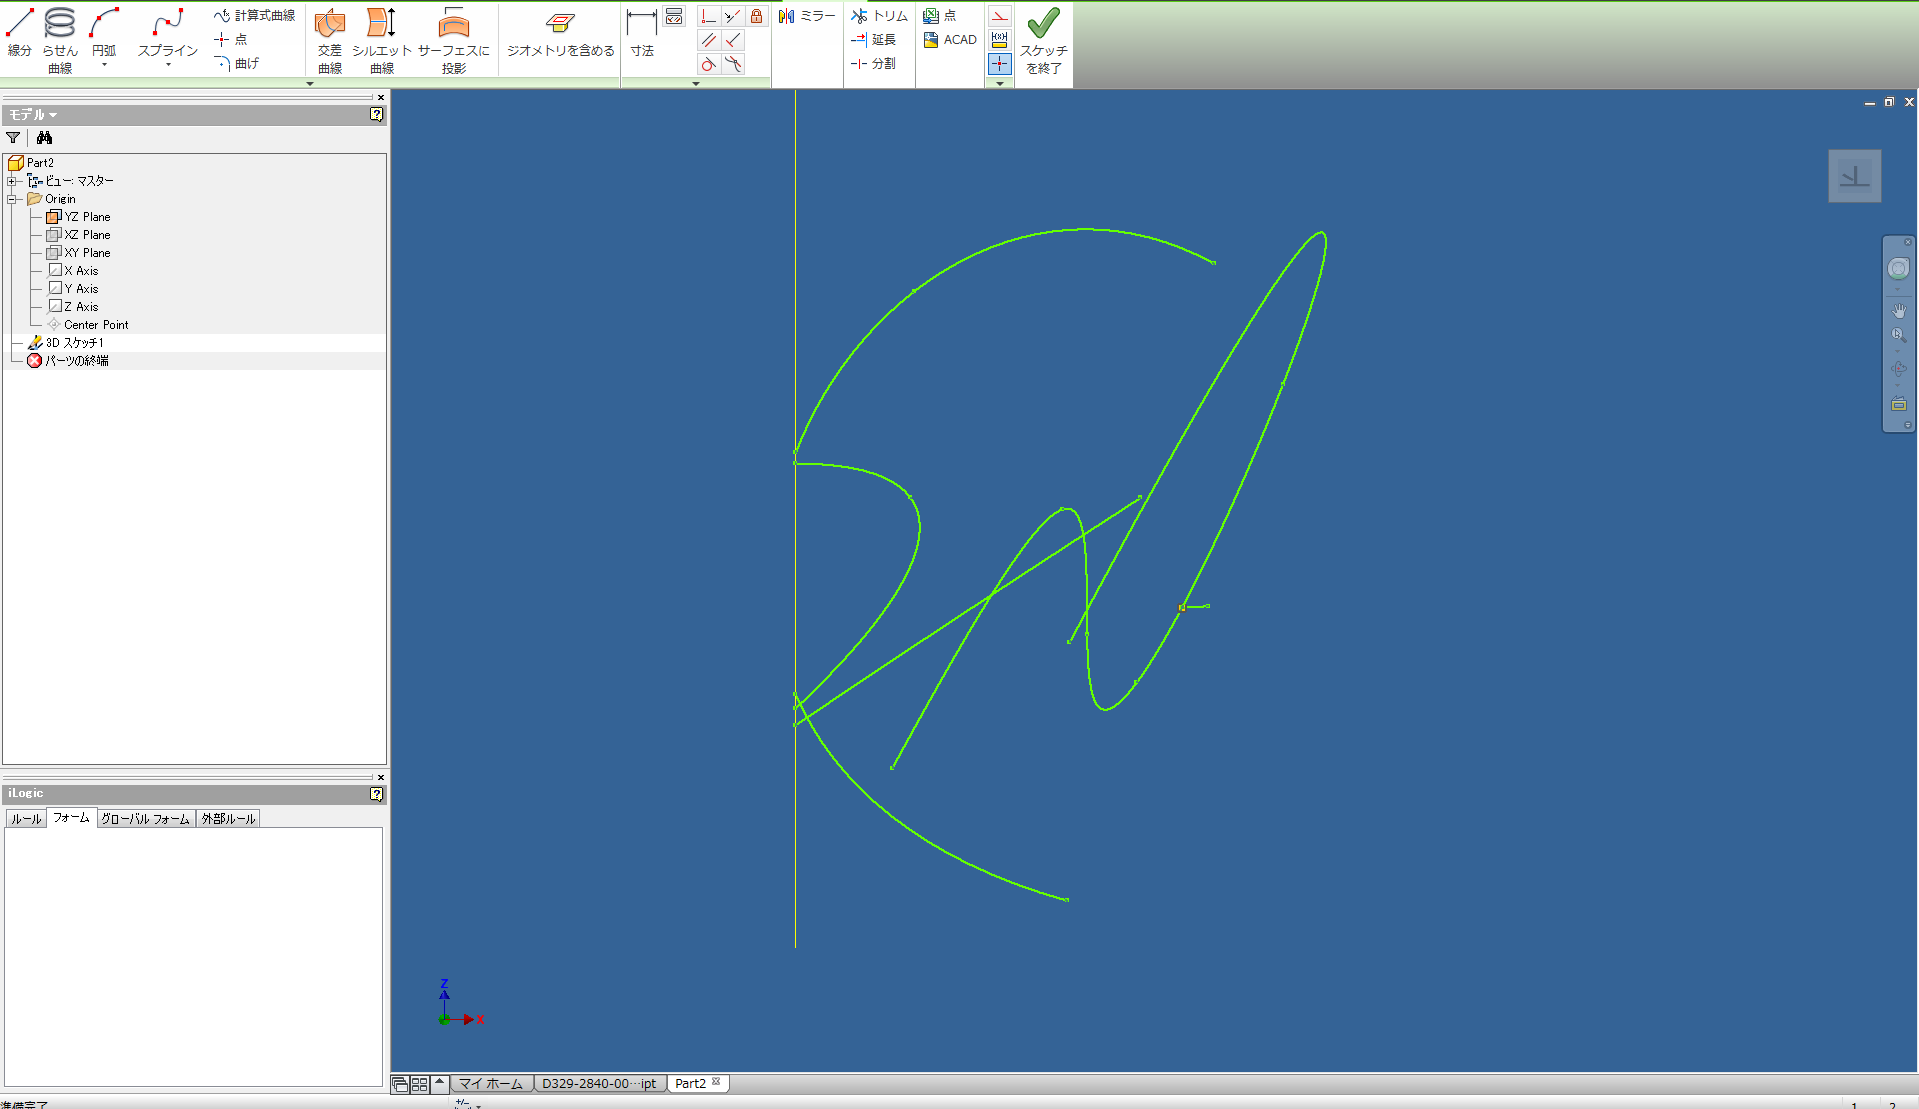 線分
らせん
曲線
円弧
スプライン
計算式曲線
点
曲げ
交差
曲線
シルエット
曲線
サーフェスに
投影
ジオメトリを含める
寸法
ミラー
トリム
延長
分割
点
ACAD
スケッチ
を終了
モデル
Part2
ビュー: マスター
Origin
YZ Plane
XZ Plane
XY Plane
X Axis
Y Axis
Z Axis
Center Point
3D スケッチ1
パーツの終端
iLogic
ルール
フォーム
グローバル フォーム
外部ルール
Z
X
マイ ホーム
D329-2840-00…ipt
Part2
準備完了
1
2